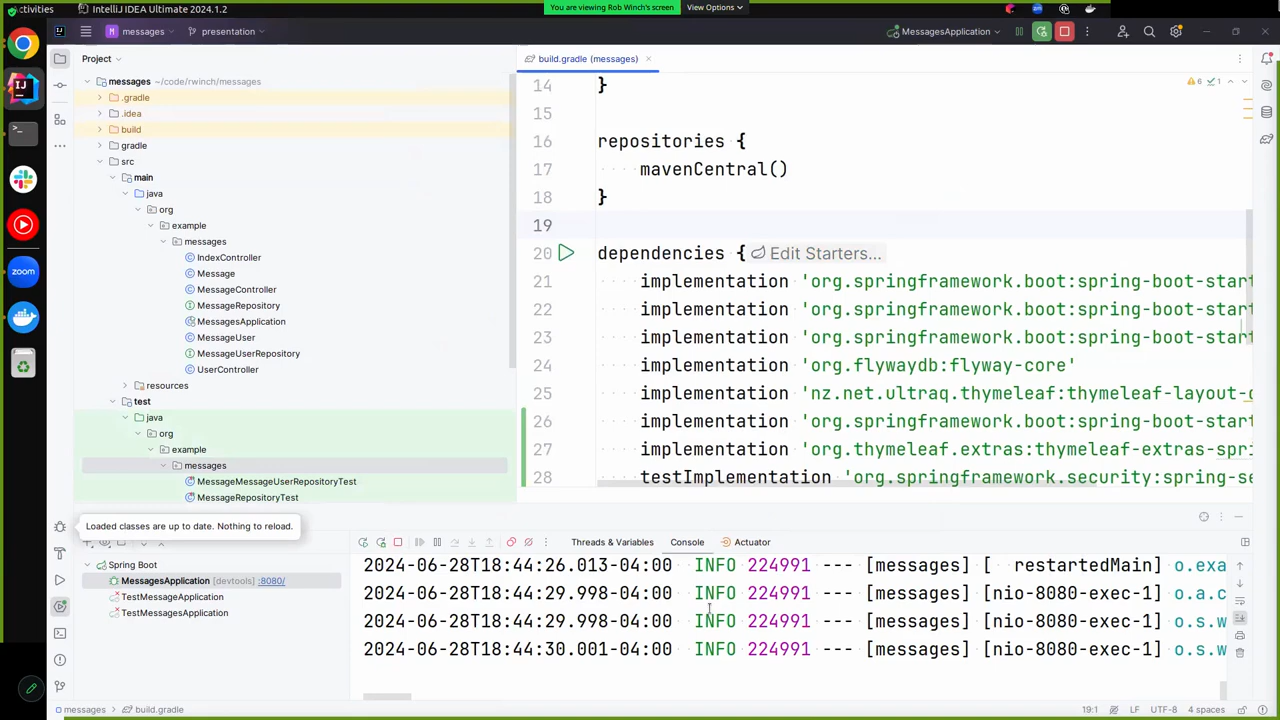 Activities
IntelliJ IDEA Ultimate 2024.1.2
You are viewing Rob Winch's screen
View Options
messages
presentation
MessagesApplication
Project
build.gradle (messages)
messages ~/code/rwinch/messages
.gradle
.idea
build
gradle
src
main
java
org
example
messages
IndexController
Message
MessageController
MessageRepository
MessagesApplication
MessageUser
MessageUserRepository
UserController
resources
test
java
org
example
messages
MessageMessageUserRepositoryTest
MessageRepositoryTest
6 1
14 }
15
16 repositories {
17 mavenCentral()
18 }
19
20 dependencies { Edit Starters...
21 implementation 'org.springframework.boot:spring-boot-start
22 implementation 'org.springframework.boot:spring-boot-start
23 implementation 'org.springframework.boot:spring-boot-start
24 implementation 'org.flywaydb:flyway-core'
25 implementation 'nz.net.ultraq.thymeleaf:thymeleaf-layout-d
26 implementation 'org.springframework.boot:spring-boot-start
27 implementation 'org.thymeleaf.extras:thymeleaf-extras-spri
28 testImplementation 'org.springframework.security:spring-se
Loaded classes are up to date. Nothing to reload.
Threads & Variables Console Actuator
Spring Boot
MessagesApplication [devtools] :8080/
TestMessageApplication
TestMessagesApplication
2024-06-28T18:44:26.013-04:00 INFO 224991 --- [messages] [ restartedMain] o.exa
2024-06-28T18:44:29.998-04:00 INFO 224991 --- [messages] [nio-8080-exec-1] o.a.c
2024-06-28T18:44:29.998-04:00 INFO 224991 --- [messages] [nio-8080-exec-1] o.s.w
2024-06-28T18:44:30.001-04:00 INFO 224991 --- [messages] [nio-8080-exec-1] o.s.w
messages > build.gradle
19:1 LF UTF-8 4 spaces